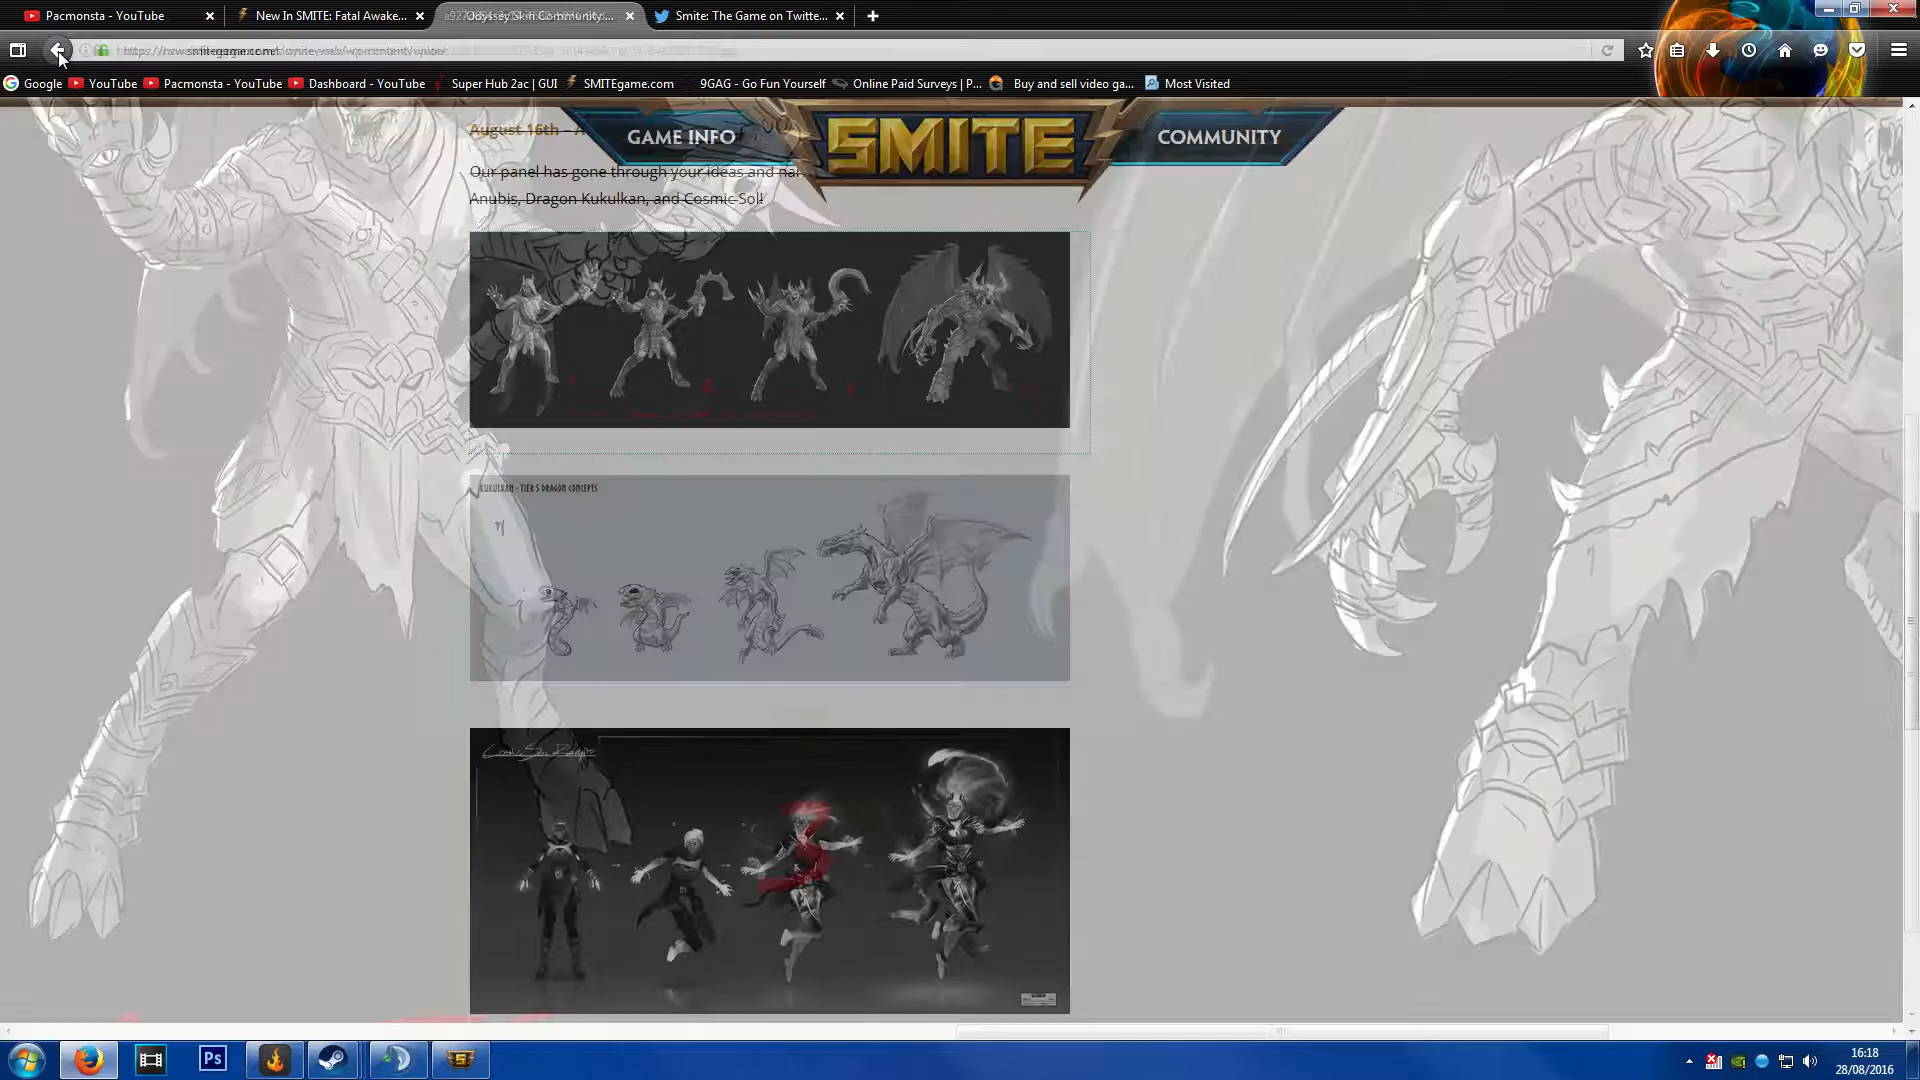 Pacmonsta - YouTube
New In SMITE: Fatal Awake...
Odyssey Skin Community:...
Smite: The Game on Twitte...
Google
YouTube
Pacmonsta - YouTube
Dashboard - YouTube
Super Hub 2ac | GUI
SMITEgame.com
9GAG - Go Fun Yourself
Online Paid Surveys | P...
Buy and sell video ga...
Most Visited
GAME INFO
SMITE
COMMUNITY
August 16th - A
Our panel has gone through your ideas and nar
Anubis, Dragon Kukulkan, and Cosmic Sol!
KUKULKAN - TIER 5 DRAGON CONCEPTS
Ps
16:18
28/08/2016